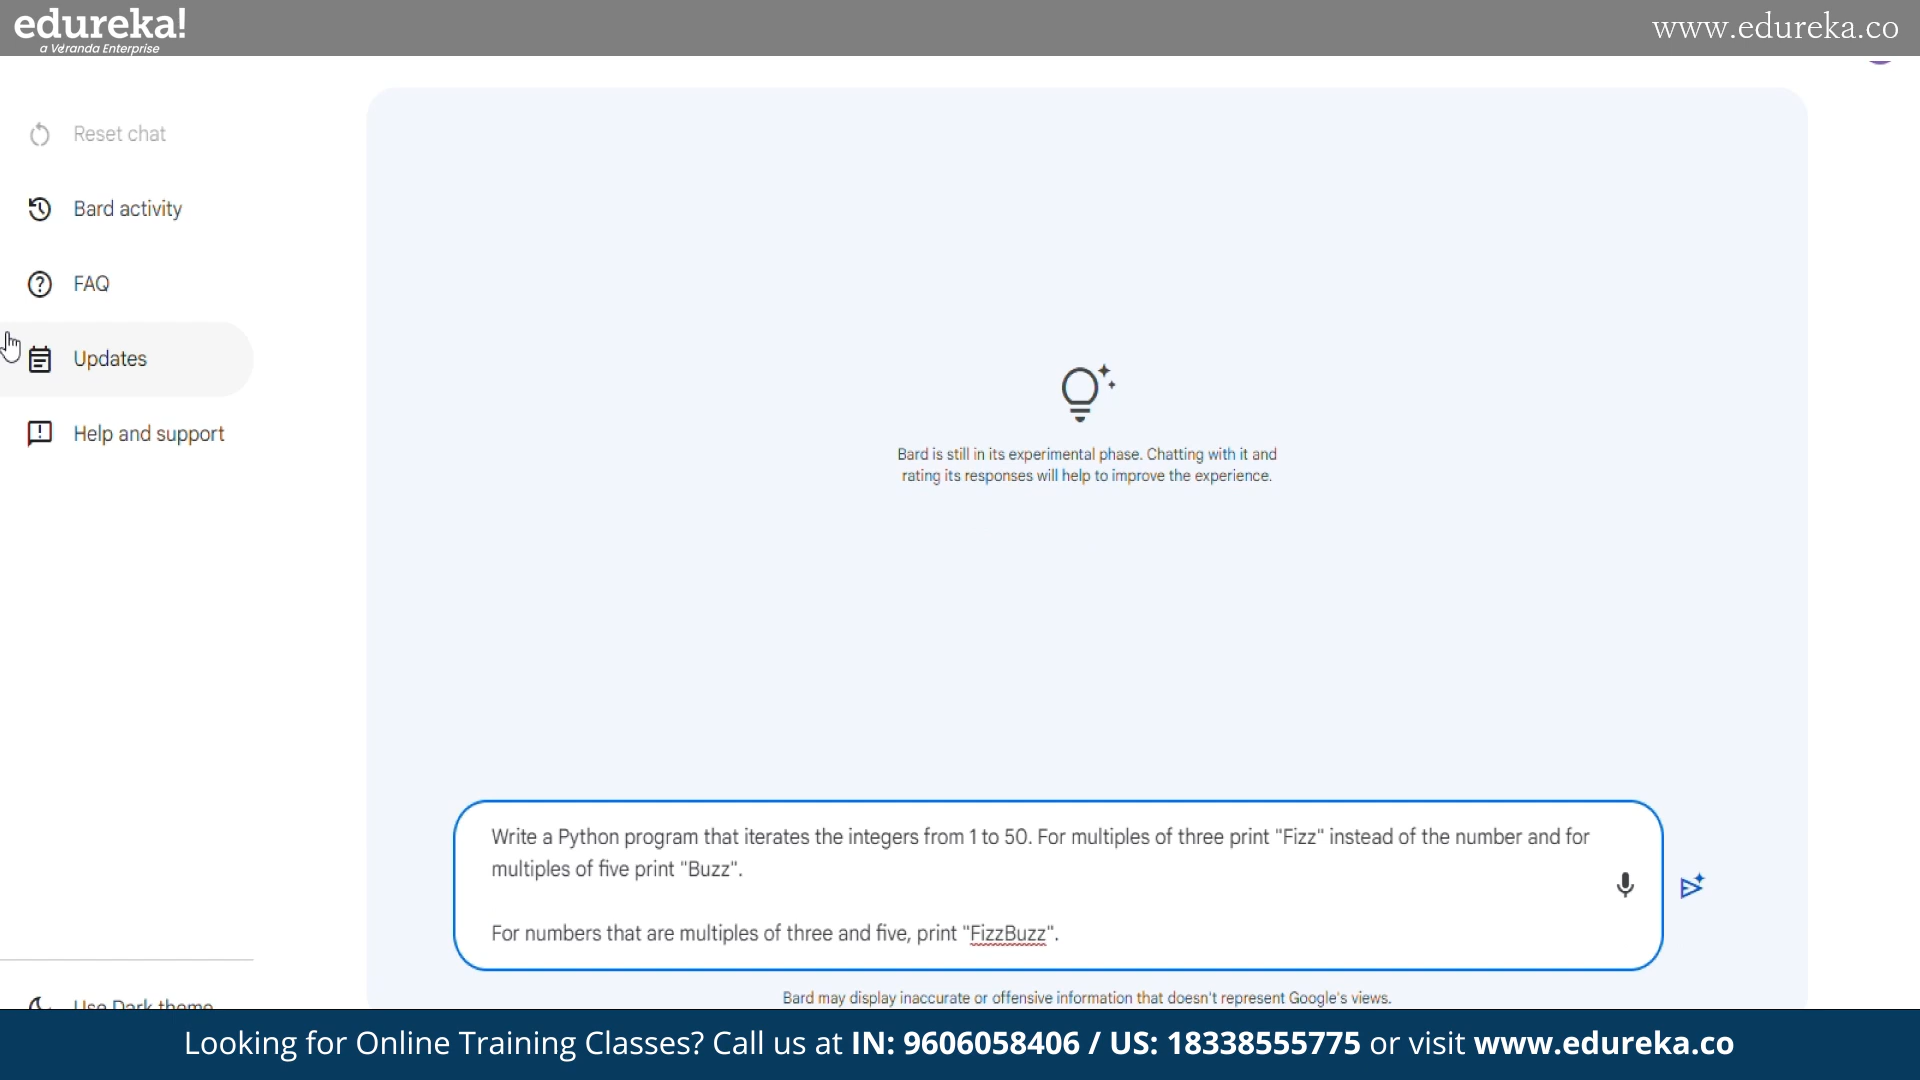 edureka!
a Veranda Enterprise
www.edureka.co
Reset chat
Bard activity
FAQ
Updates
Help and support
Bard is still in its experimental phase. Chatting with it and
rating its responses will help to improve the experience.
Write a Python program that iterates the integers from 1 to 50. For multiples of three print "Fizz" instead of the number and for
multiples of five print "Buzz".
For numbers that are multiples of three and five, print "FizzBuzz".
Bard may display inaccurate or offensive information that doesn't represent Google's views.
Use Dark theme
Looking for Online Training Classes? Call us at IN: 9606058406 / US: 18338555775 or visit www.edureka.co